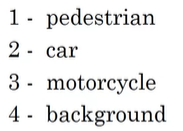 1 - pedestrian
2 - car
3 - motorcycle
4 - background